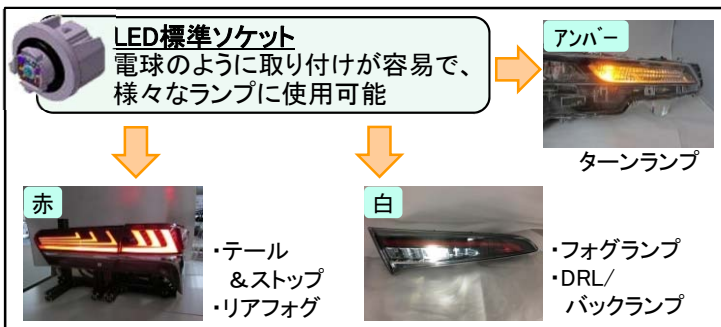 LED標準ソケット
電球のように取り付けが容易で、
様々なランプに使用可能
アンバー
ターンランプ
赤
・テール
&ストップ
・リアフォグ
白
・フォグランプ
・DRL/
バックランプ